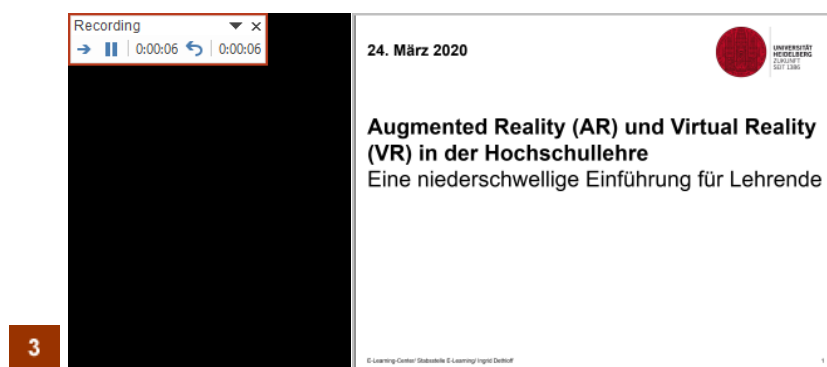 Recording
0:00:06 0:00:06
24. März 2020
UNIVERSITÄT
HEIDELBERG
ZUKUNFT
SEIT 1386
Augmented Reality (AR) und Virtual Reality
(VR) in der Hochschullehre
Eine niederschwellige Einführung für Lehrende
3
E-Learning-Center/ Stabsstelle E-Learning/ Ingrid Dethloff
1